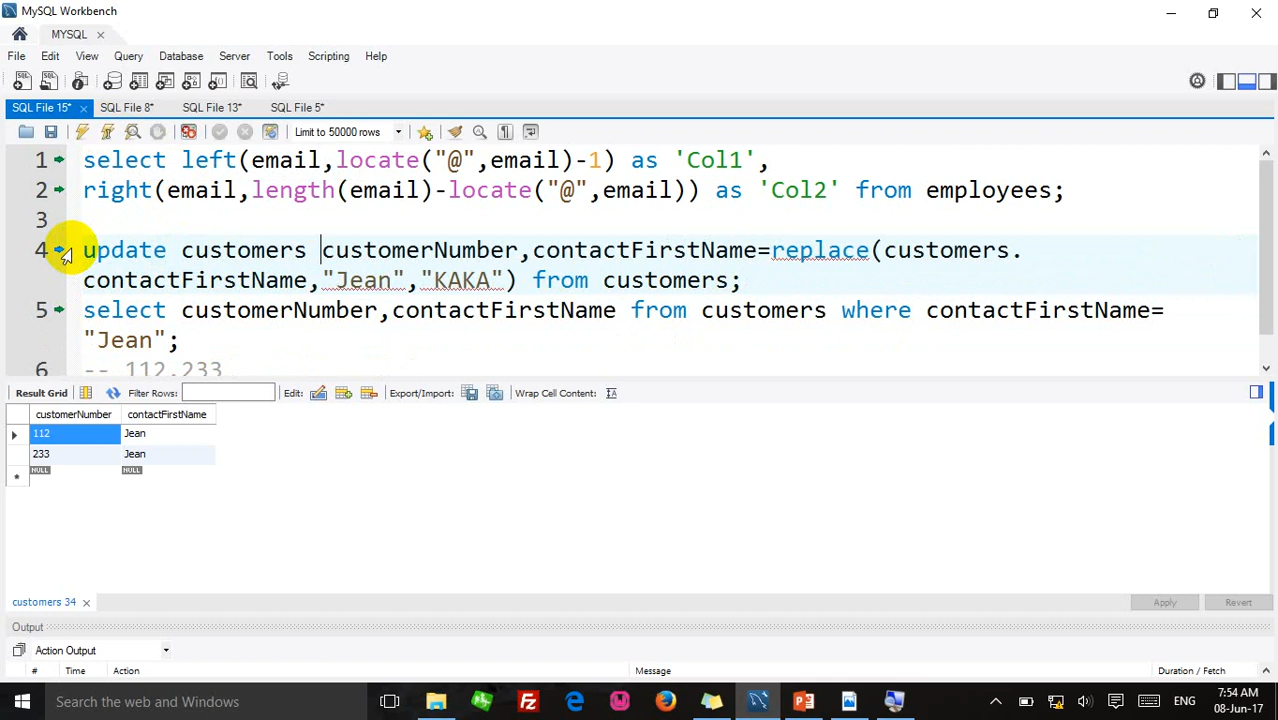 MySQL Workbench
MYSQL
File Edit View Query Database Server Tools Scripting Help
SQL File 15* SQL File 8* SQL File 13* SQL File 5*
Limit to 50000 rows
1 select left(email,locate("@",email)-1) as 'Col1',
2 right(email,length(email)-locate("@",email)) as 'Col2' from employees;
3
4 update customers customerNumber,contactFirstName=replace(customers.
contactFirstName,"Jean","KAKA") from customers;
5 select customerNumber,contactFirstName from customers where contactFirstName=
"Jean";
6 -- 112,233
Result Grid Filter Rows: Edit: Export/Import: Wrap Cell Content:
customerNumber contactFirstName
112 Jean
233 Jean
NULL NULL
customers 34 Apply Revert
Output
Action Output
# Time Action Message Duration / Fetch
Search the web and Windows
ENG
7:54 AM
08-Jun-17